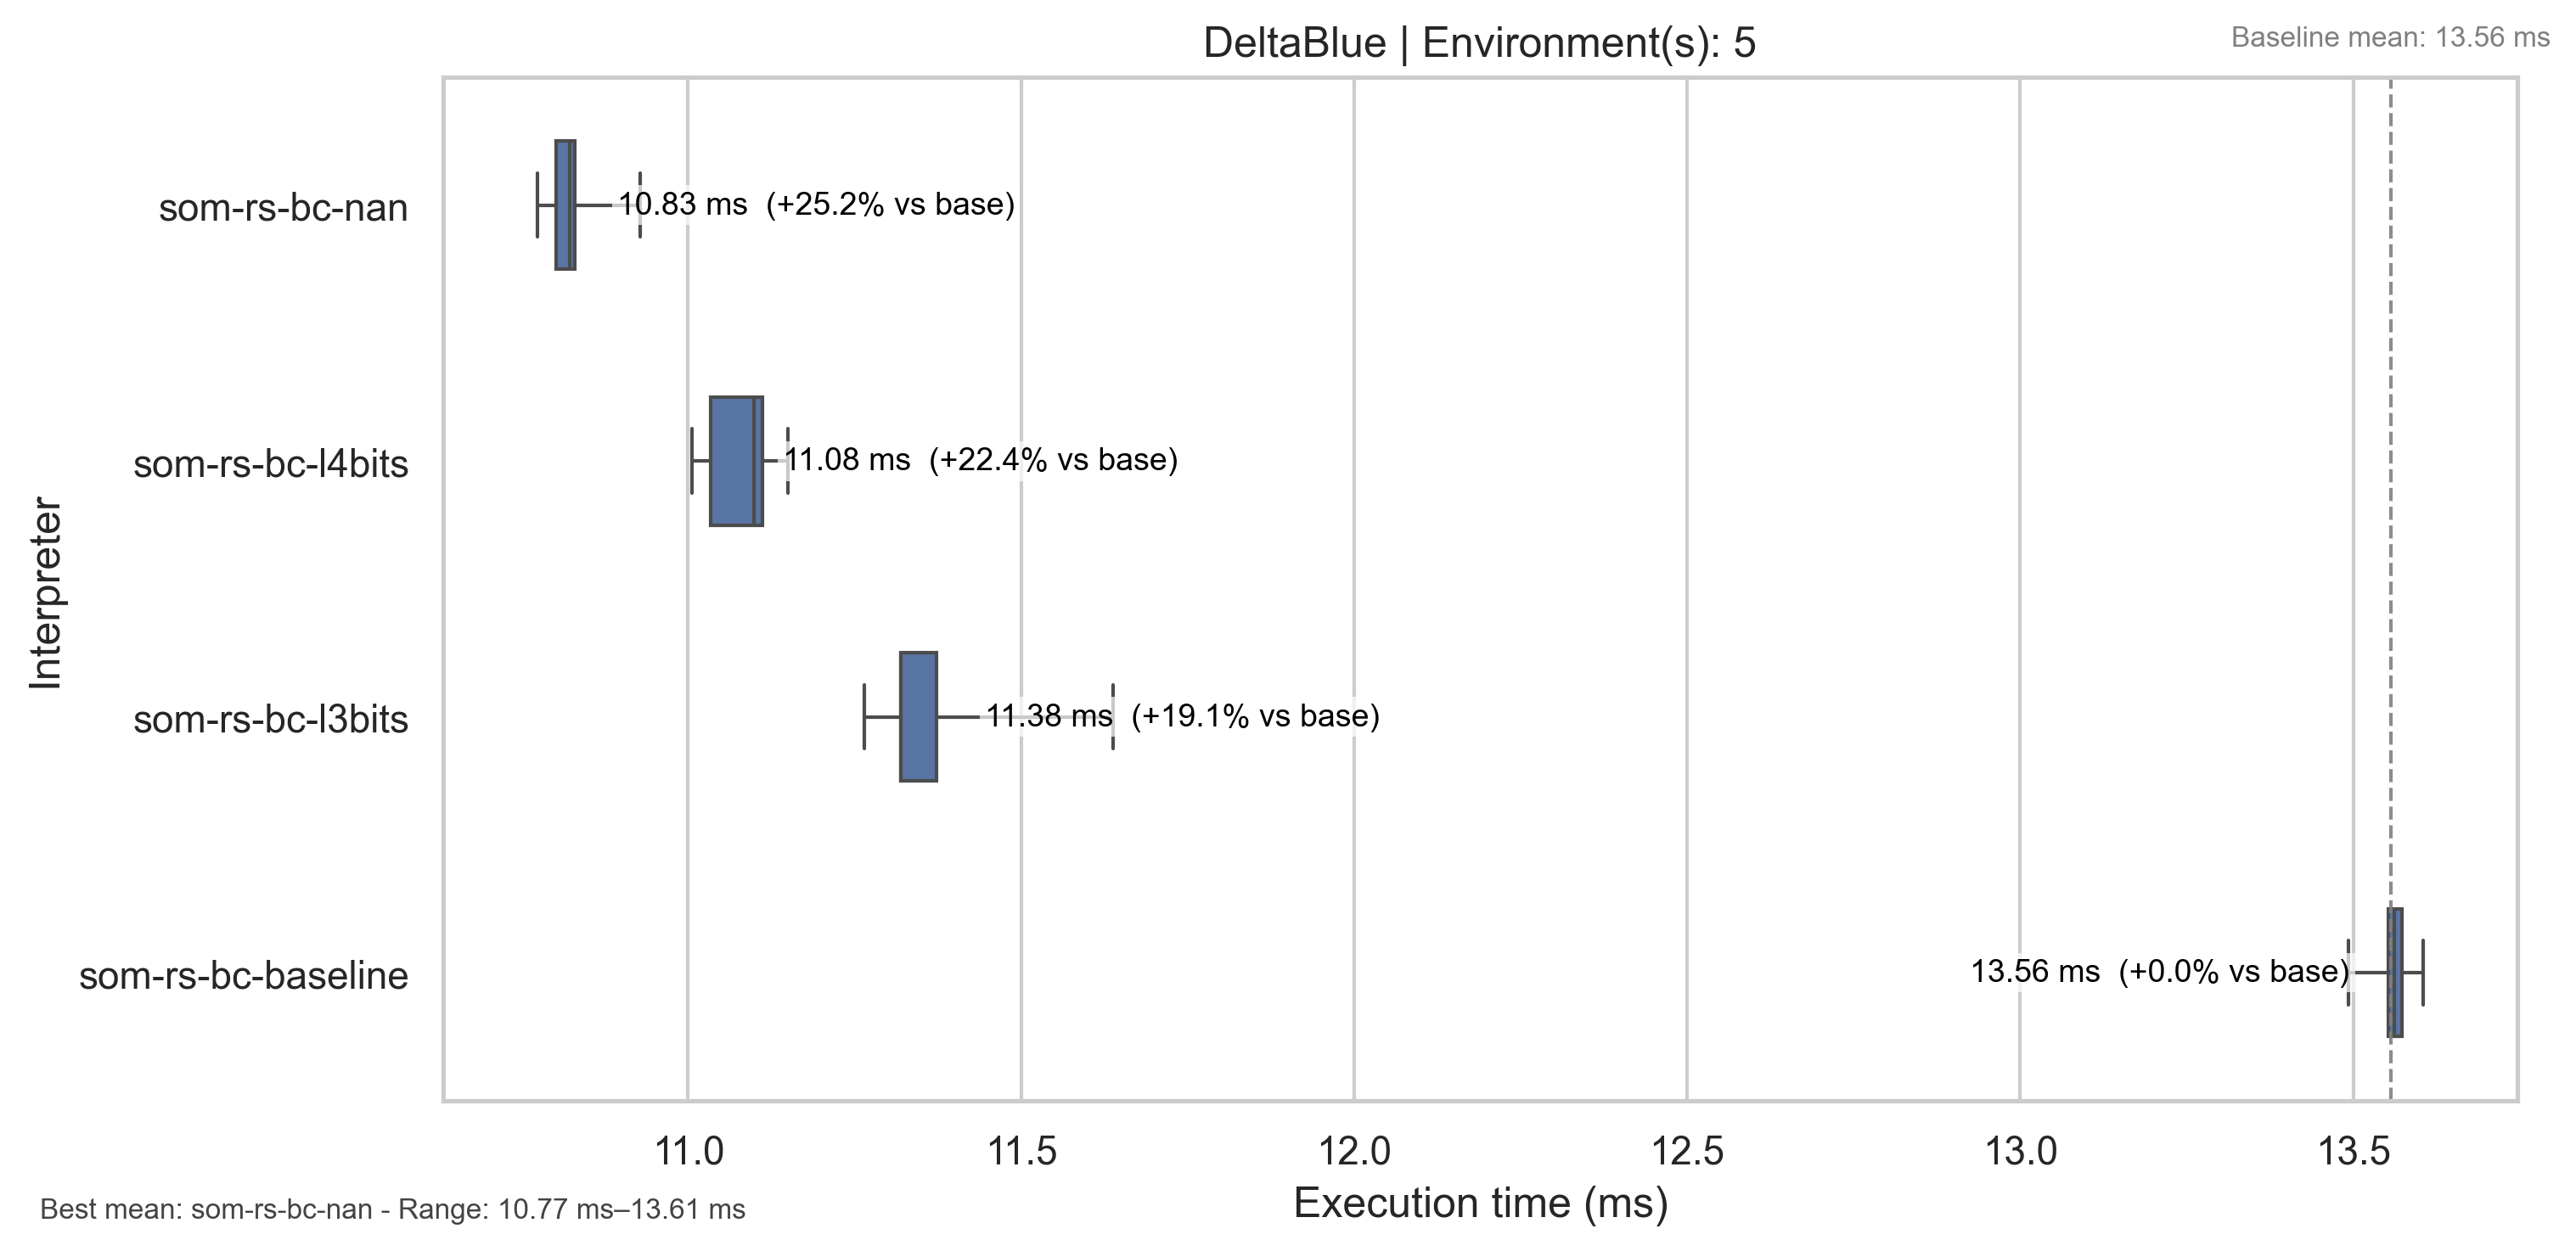 DeltaBlue | Environment(s): 5
Baseline mean: 13.56 ms
Interpreter
som-rs-bc-nan
10.83 ms (+25.2% vs base)
som-rs-bc-l4bits
11.08 ms (+22.4% vs base)
som-rs-bc-l3bits
11.38 ms (+19.1% vs base)
som-rs-bc-baseline
13.56 ms (+0.0% vs base)
11.0 11.5 12.0 12.5 13.0 13.5
Execution time (ms)
Best mean: som-rs-bc-nan - Range: 10.77 ms–13.61 ms